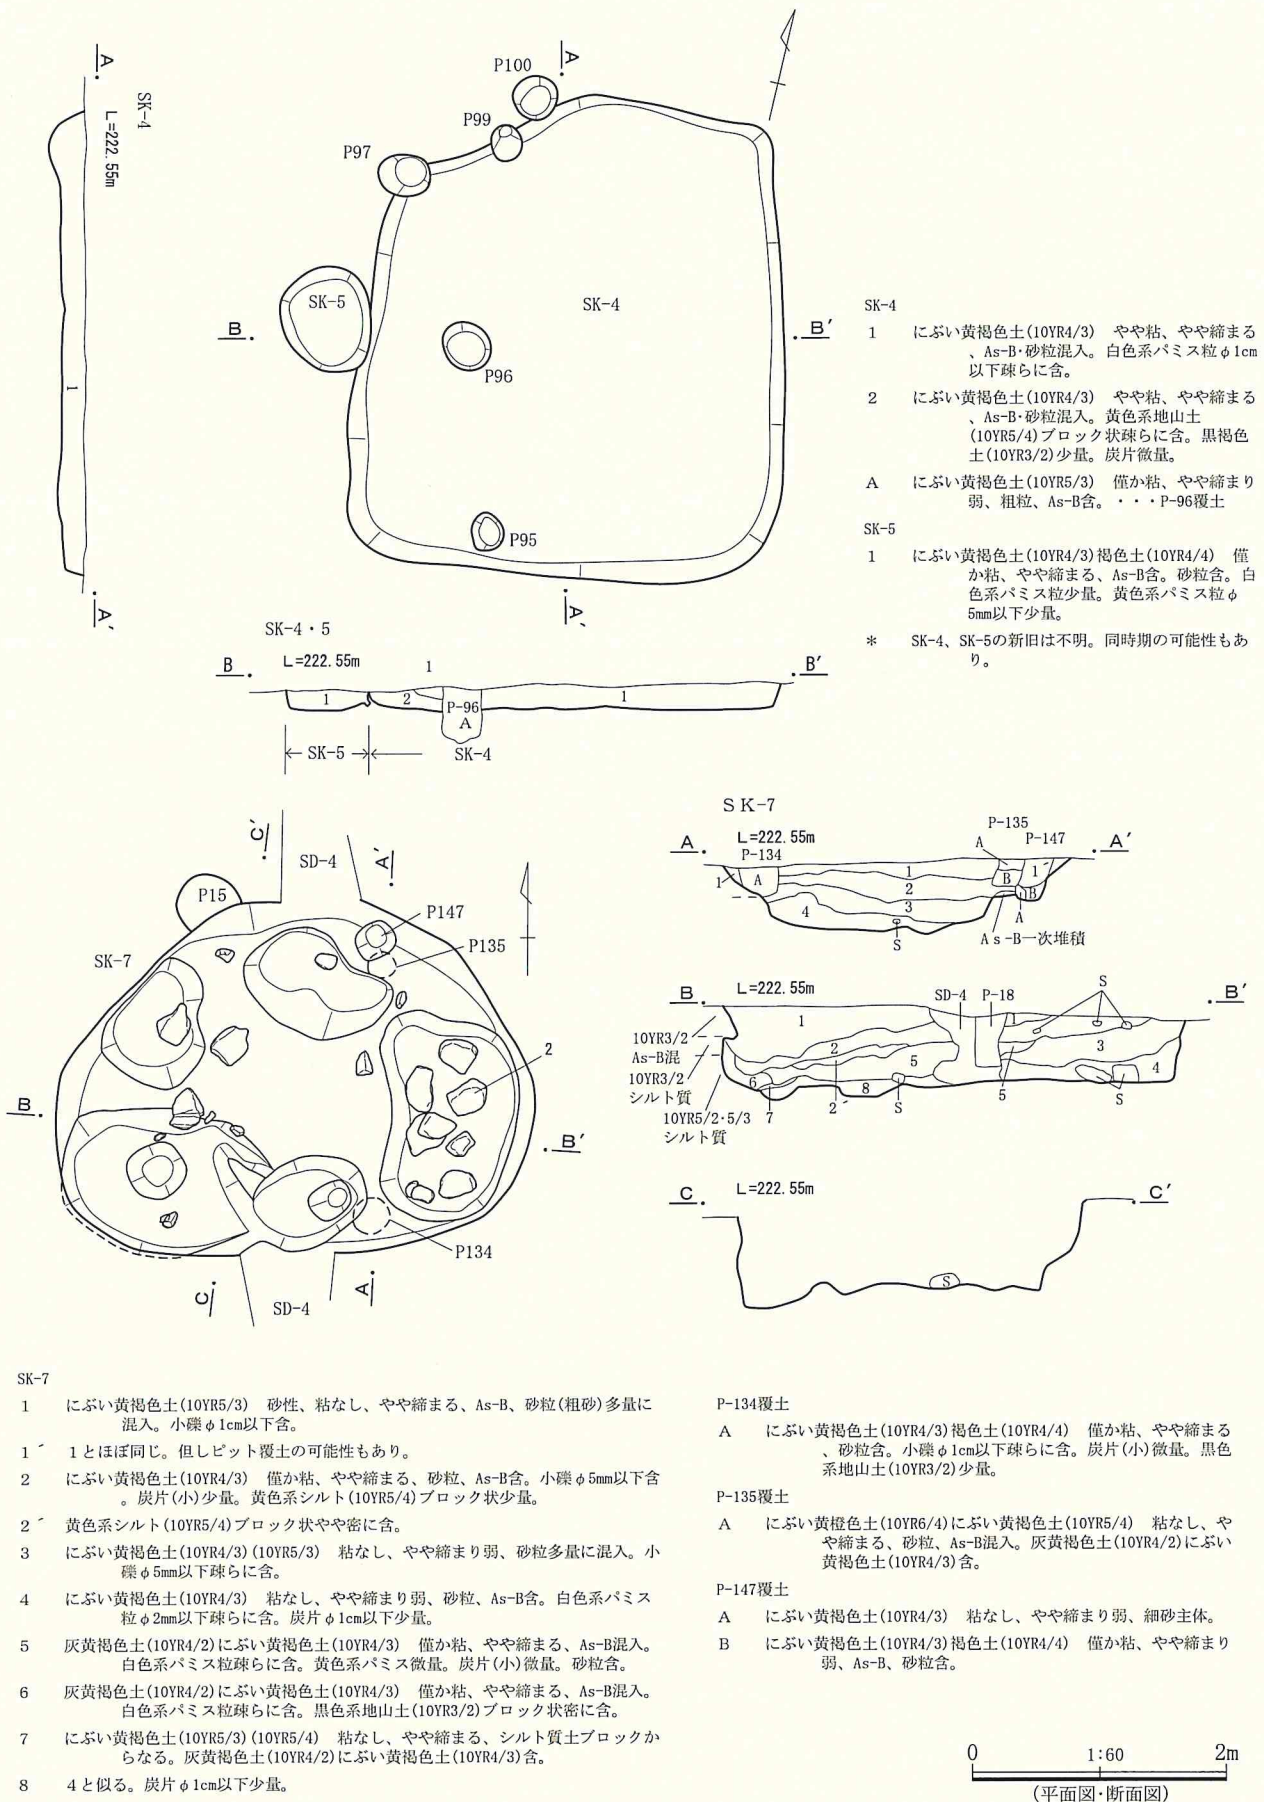 A
SK-4
L=222.55m
1
A'
P100
A
P99
P97
SK-5
SK-4
B
B'
P96
P95
A'
SK-4
1 にぶい黄褐色土(10YR4/3) やや粘、やや締まる
、As-B・砂粒混入。白色系パミス粒φ1cm
以下疎らに含。
2 にぶい黄褐色土(10YR4/3) やや粘、やや締まる
、As-B・砂粒混入。黄色系地山土
(10YR5/4)ブロック状疎らに含。黒褐色
土(10YR3/2)少量。炭片微量。
A にぶい黄褐色土(10YR5/3) 僅か粘、やや締まり
弱、粗粒、As-B含。・・・P-96覆土
SK-5
1 にぶい黄褐色土(10YR4/3)褐色土(10YR4/4) 僅
か粘、やや締まる、As-B含。砂粒含。白
色系パミス粒少量。黄色系パミス粒φ
5mm以下少量。
* SK-4、SK-5の新旧は不明。同時期の可能性もあ
り。
SK-4・5
B L=222.55m 1 B'
1 2 P-96 1
A
SK-5 SK-4
C' SD-4 A'
P15
P147
P135
SK-7
2
B
B'
P134
C SD-4 A
SK-7
A L=222.55m P-135 A'
P-134 A P-147
1 A 1 B 1´
2 B
4 3 A
S As-B一次堆積
B L=222.55m SD-4 P-18 S B'
1 1
10YR3/2
As-B混 2 5 3
10YR3/2 6 8 4
シルト質
10YR5/2・5/3 7 2´ S 5 S
シルト質
C L=222.55m C'
S
SK-7
1 にぶい黄褐色土(10YR5/3) 砂性、粘なし、やや締まる、As-B、砂粒(粗砂)多量に
混入。小礫φ1cm以下含。
1´ 1とほぼ同じ。但しピット覆土の可能性もあり。
2 にぶい黄褐色土(10YR4/3) 僅か粘、やや締まる、砂粒、As-B含。小礫φ5mm以下含
。炭片(小)少量。黄色系シルト(10YR5/4)ブロック状少量。
2´ 黄色系シルト(10YR5/4)ブロック状やや密に含。
3 にぶい黄褐色土(10YR4/3)(10YR5/3) 粘なし、やや締まり弱、砂粒多量に混入。小
礫φ5mm以下疎らに含。
4 にぶい黄褐色土(10YR4/3) 粘なし、やや締まり弱、砂粒、As-B含。白色系パミス
粒φ2mm以下疎らに含。炭片φ1cm以下少量。
5 灰黄褐色土(10YR4/2)にぶい黄褐色土(10YR4/3) 僅か粘、やや締まる、As-B混入。
白色系パミス粒疎らに含。黄色系パミス微量。炭片(小)微量。砂粒含。
6 灰黄褐色土(10YR4/2)にぶい黄褐色土(10YR4/3) 僅か粘、やや締まる、As-B混入。
白色系パミス粒疎らに含。黒色系地山土(10YR3/2)ブロック状密に含。
7 にぶい黄褐色土(10YR5/3)(10YR5/4) 粘なし、やや締まる、シルト質土ブロックか
らなる。灰黄褐色土(10YR4/2)にぶい黄褐色土(10YR4/3)含。
8 4と似る。炭片φ1cm以下少量。
P-134覆土
A にぶい黄褐色土(10YR4/3)褐色土(10YR4/4) 僅か粘、やや締まる
、砂粒含。小礫φ1cm以下疎らに含。炭片(小)微量。黒色
系地山土(10YR3/2)少量。
P-135覆土
A にぶい黄橙色土(10YR6/4)にぶい黄褐色土(10YR5/4) 粘なし、や
や締まる、砂粒、As-B混入。灰黄褐色土(10YR4/2)にぶい
黄褐色土(10YR4/3)含。
P-147覆土
A にぶい黄褐色土(10YR4/3) 粘なし、やや締まり弱、細砂主体。
B にぶい黄褐色土(10YR4/3)褐色土(10YR4/4) 僅か粘、やや締まり
弱、As-B、砂粒含。
0 1:60 2m
(平面図・断面図)